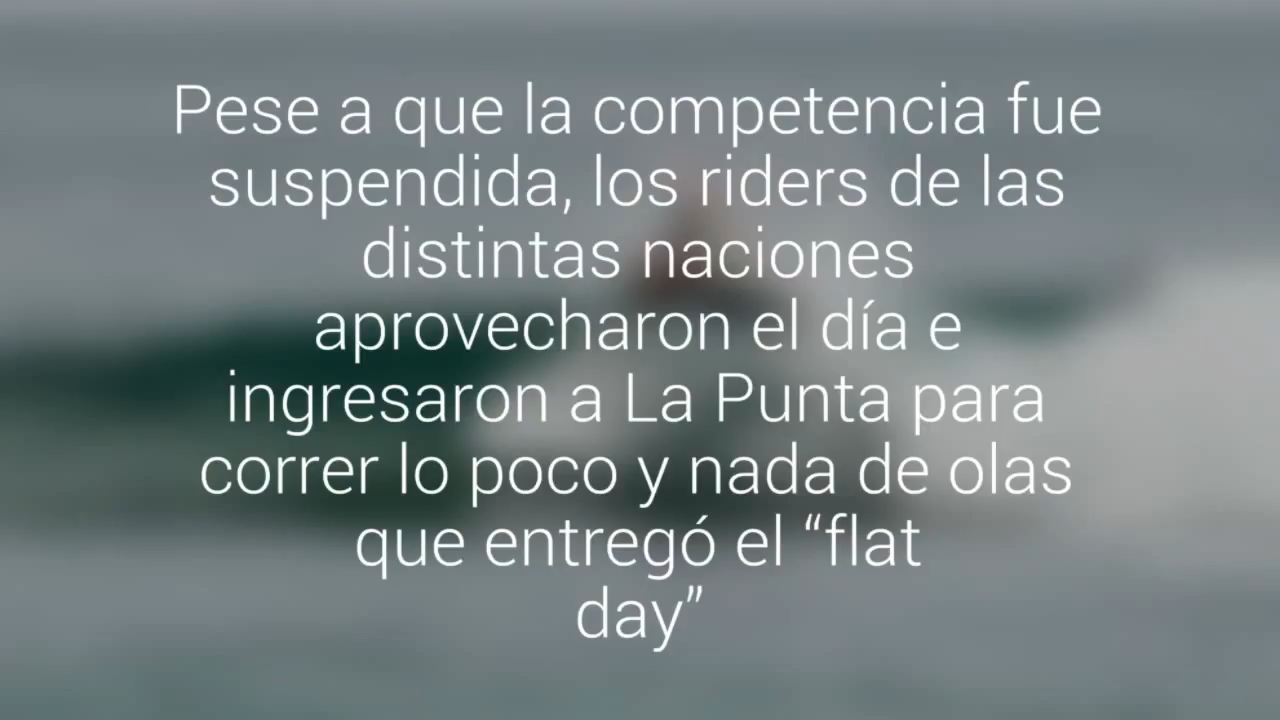 Pese a que la competencia fue
suspendida, los riders de las
distintas naciones
aprovecharon el día e
ingresaron a La Punta para
correr lo poco y nada de olas
que entregó el “flat
day”